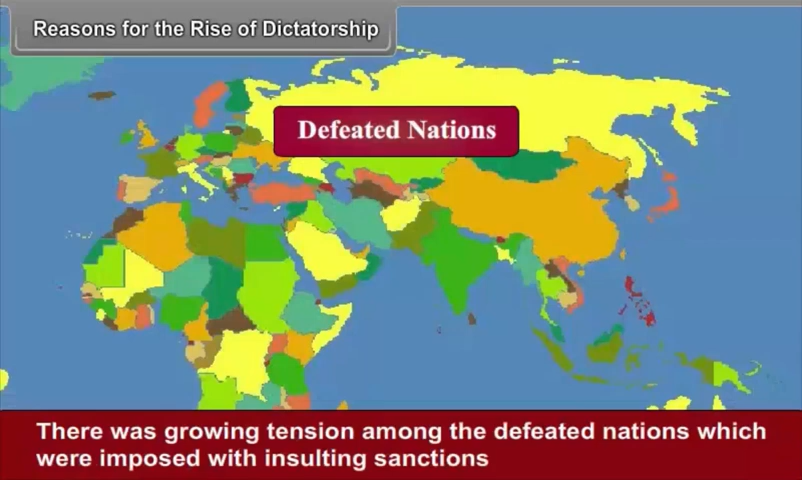 Reasons for the Rise of Dictatorship
Defeated Nations
There was growing tension among the defeated nations which
were imposed with insulting sanctions